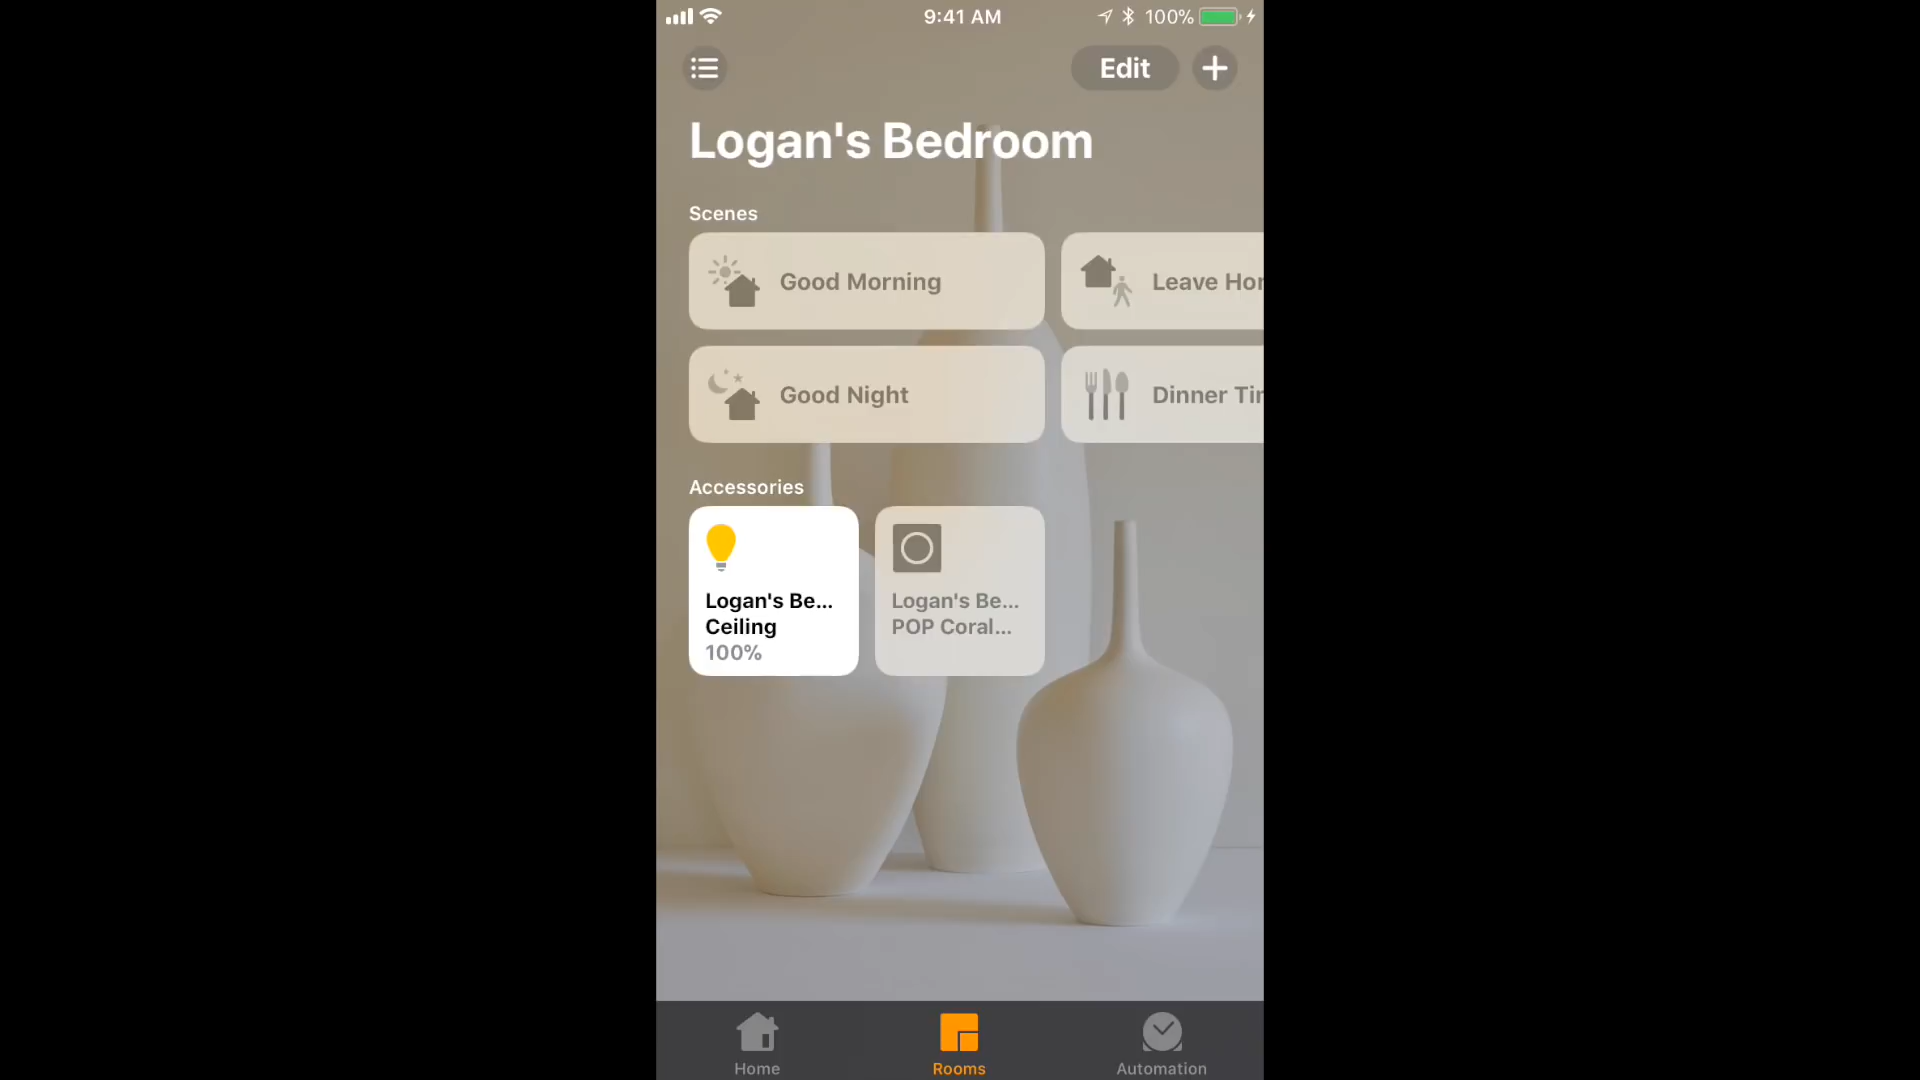 9:41 AM
100%
Edit
Logan's Bedroom
Scenes
Good Morning
Leave Hor
Good Night
Dinner Tir
Accessories
Logan's Be...
Ceiling
100%
Logan's Be...
POP Coral...
Home
Rooms
Automation